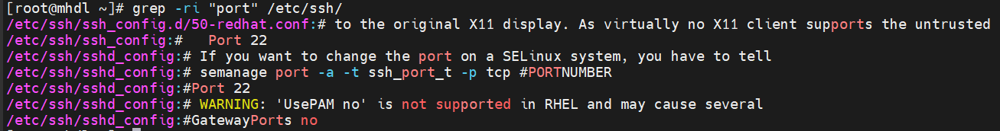 [root@mhdl ~]# grep -ri "port" /etc/ssh/
/etc/ssh/ssh_config.d/50-redhat.conf:# to the original X11 display. As virtually no X11 client supports the untrusted
/etc/ssh/ssh_config:#   Port 22
/etc/ssh/sshd_config:# If you want to change the port on a SELinux system, you have to tell
/etc/ssh/sshd_config:# semanage port -a -t ssh_port_t -p tcp #PORTNUMBER
/etc/ssh/sshd_config:#Port 22
/etc/ssh/sshd_config:# WARNING: 'UsePAM no' is not supported in RHEL and may cause several
/etc/ssh/sshd_config:#GatewayPorts no